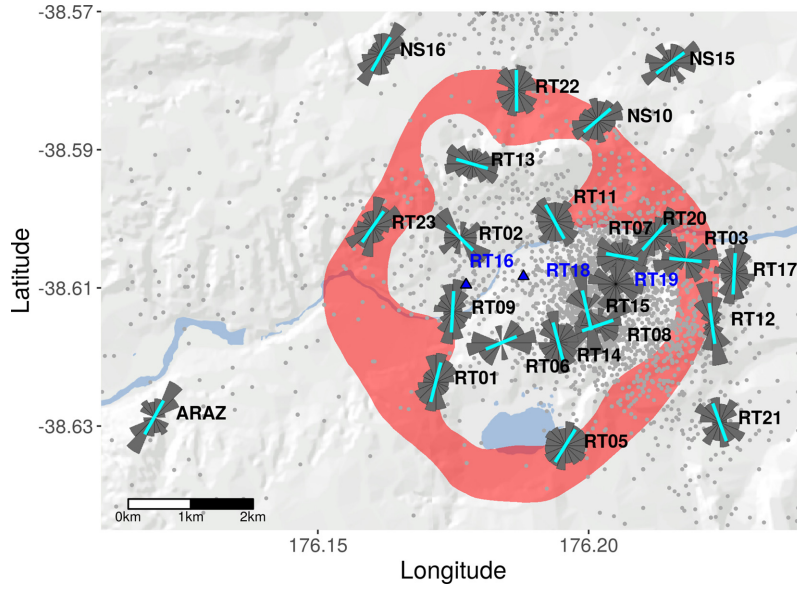 -38.57
NS16
NS15
RT22
NS10
-38.59
RT13
RT11
RT23
RT02
RT07
RT20
RT03
RT16
RT18
RT19
RT17
Latitude
-38.61
RT09
RT15
RT12
RT08
RT14
RT06
RT01
ARAZ
-38.63
RT21
RT05
0km
1km
2km
176.15
176.20
Longitude